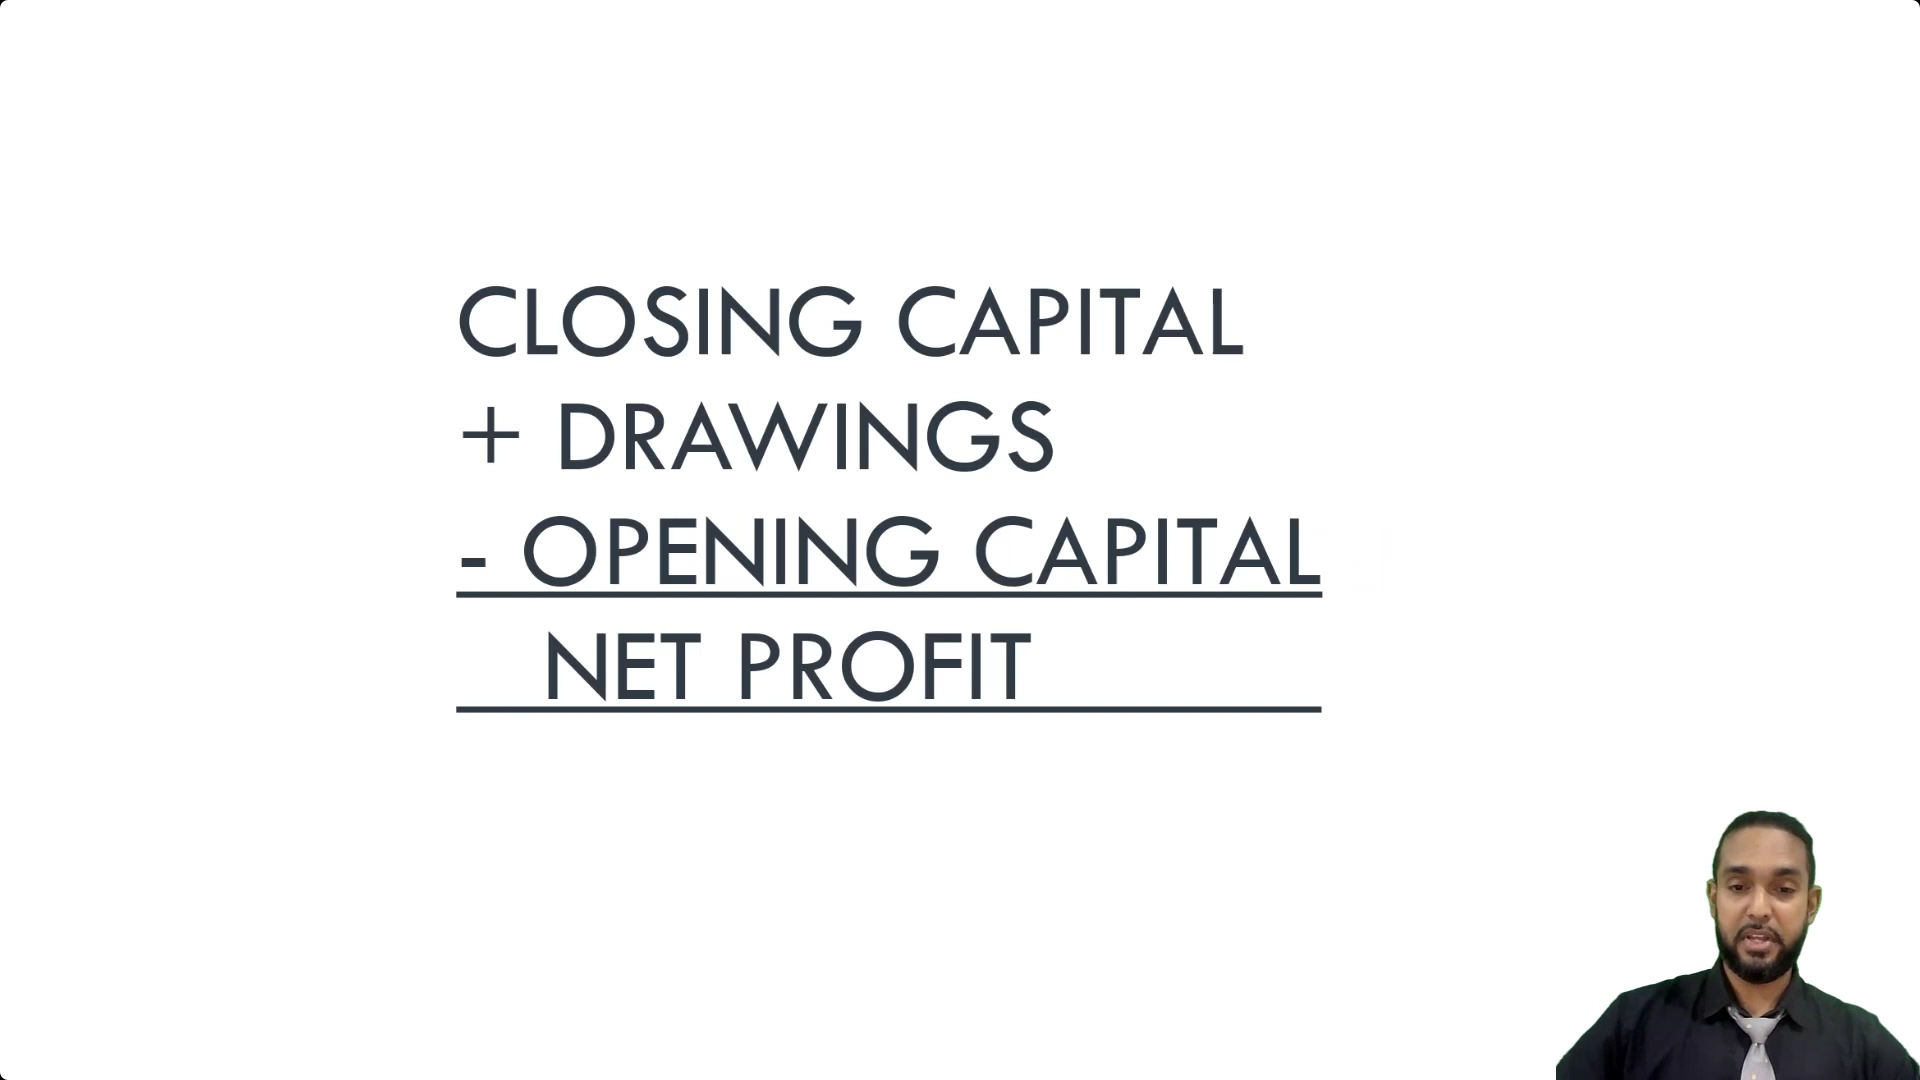 CLOSING CAPITAL
+ DRAWINGS
- OPENING CAPITAL
NET PROFIT